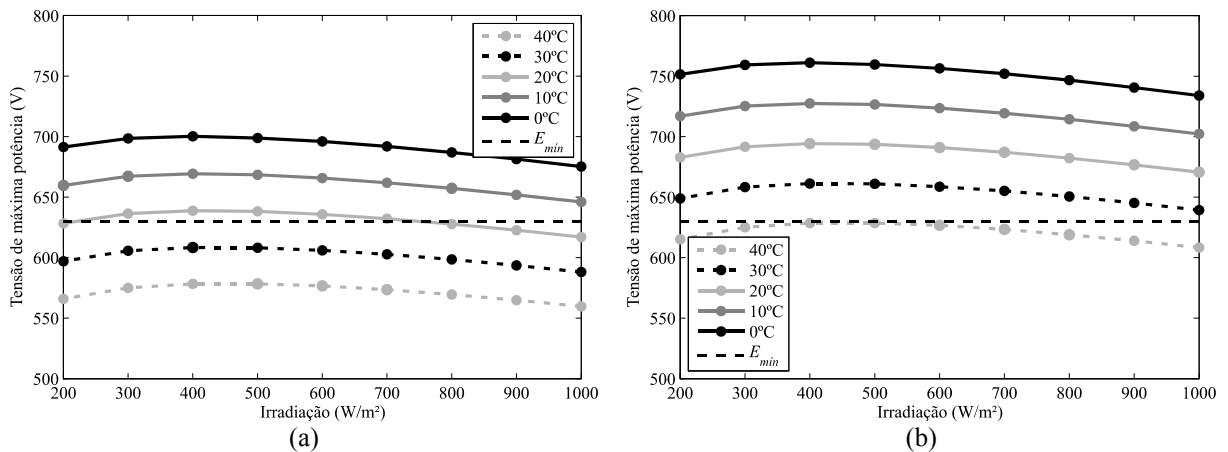 800
750
700
650
600
550
500
Tensão de máxima potência (V)
40ºC
30ºC
20ºC
10ºC
0ºC
E_mín
200 300 400 500 600 700 800 900 1000
Irradiação (W/m²)
(a)
800
750
700
650
600
550
500
Tensão de máxima potência (V)
40ºC
30ºC
20ºC
10ºC
0ºC
E_mín
200 300 400 500 600 700 800 900 1000
Irradiação (W/m²)
(b)